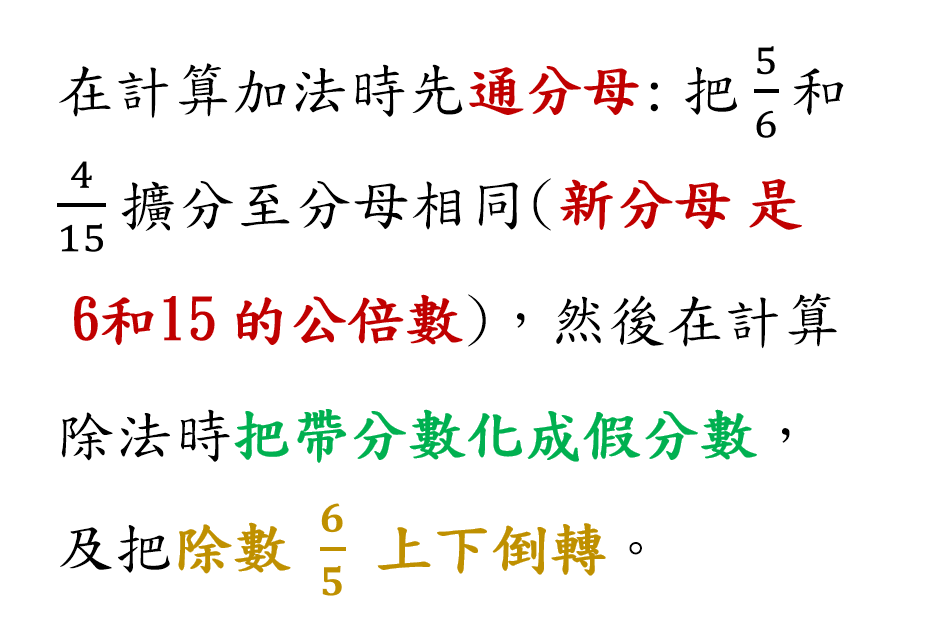 在計算加法時先通分母: 把 5/6 和
4/15 擴分至分母相同(新分母 是
6和15 的公倍數)，然後在計算
除法時把帶分數化成假分數，
及把除數 6/5 上下倒轉。